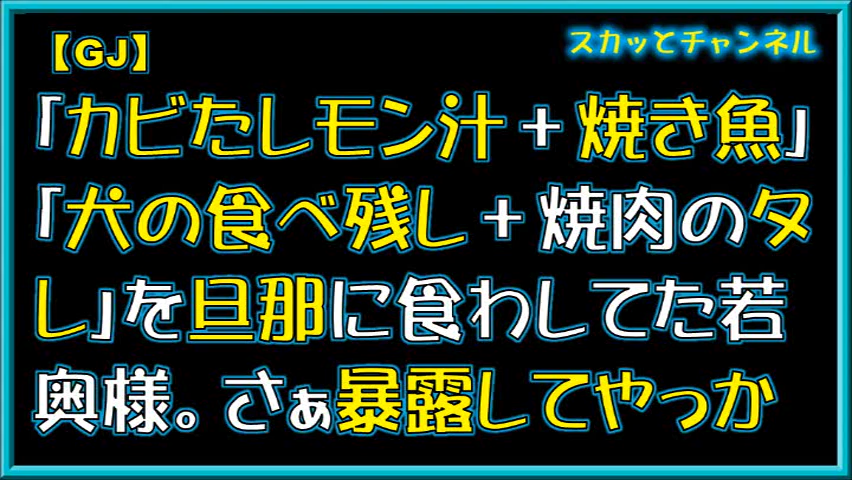 【GJ】
スカッとチャンネル
「カビたレモン汁+焼き魚」
「犬の食べ残し+焼肉のタ
レ」を旦那に食わしてた若
奥様。さぁ暴露してやっか